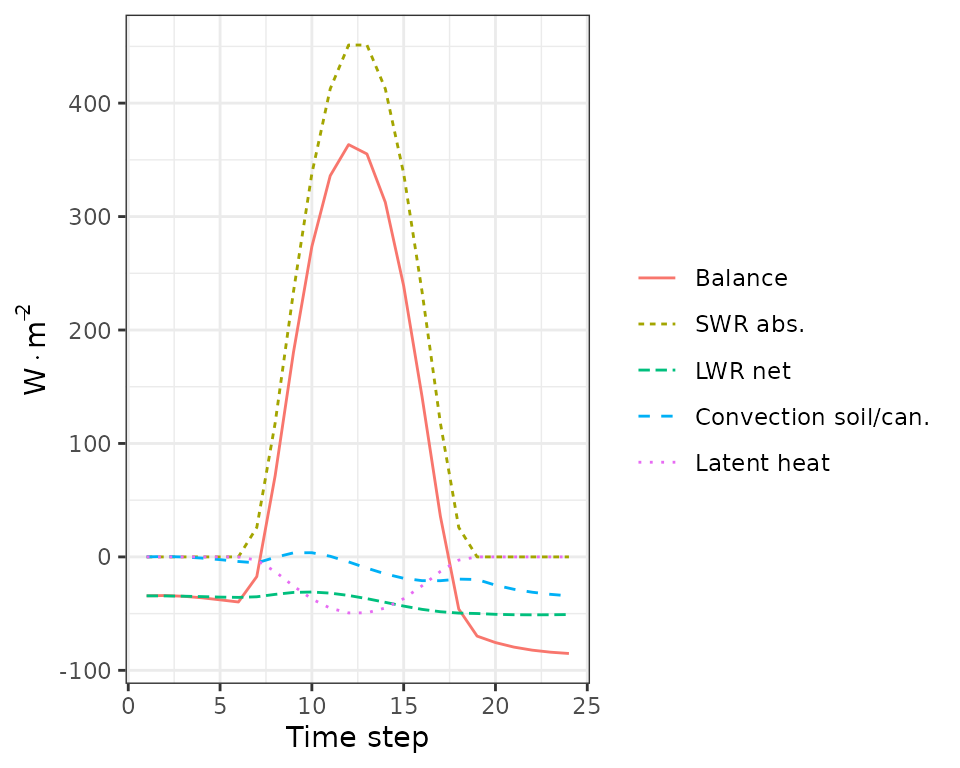 W · m⁻²
400
300
200
100
0
-100
0 5 10 15 20 25
Time step
Balance
SWR abs.
LWR net
Convection soil/can.
Latent heat